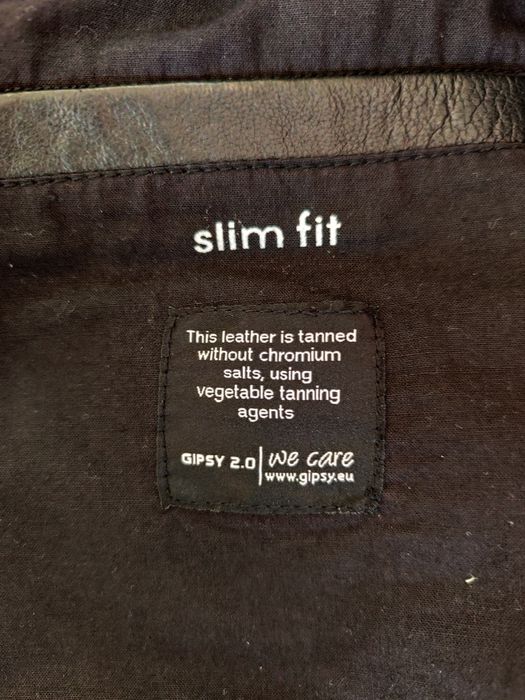 slim fit
This leather is tanned
without chromium
salts, using
vegetable tanning
agents
GIPSY 2.0 | we care
www.gipsy.eu